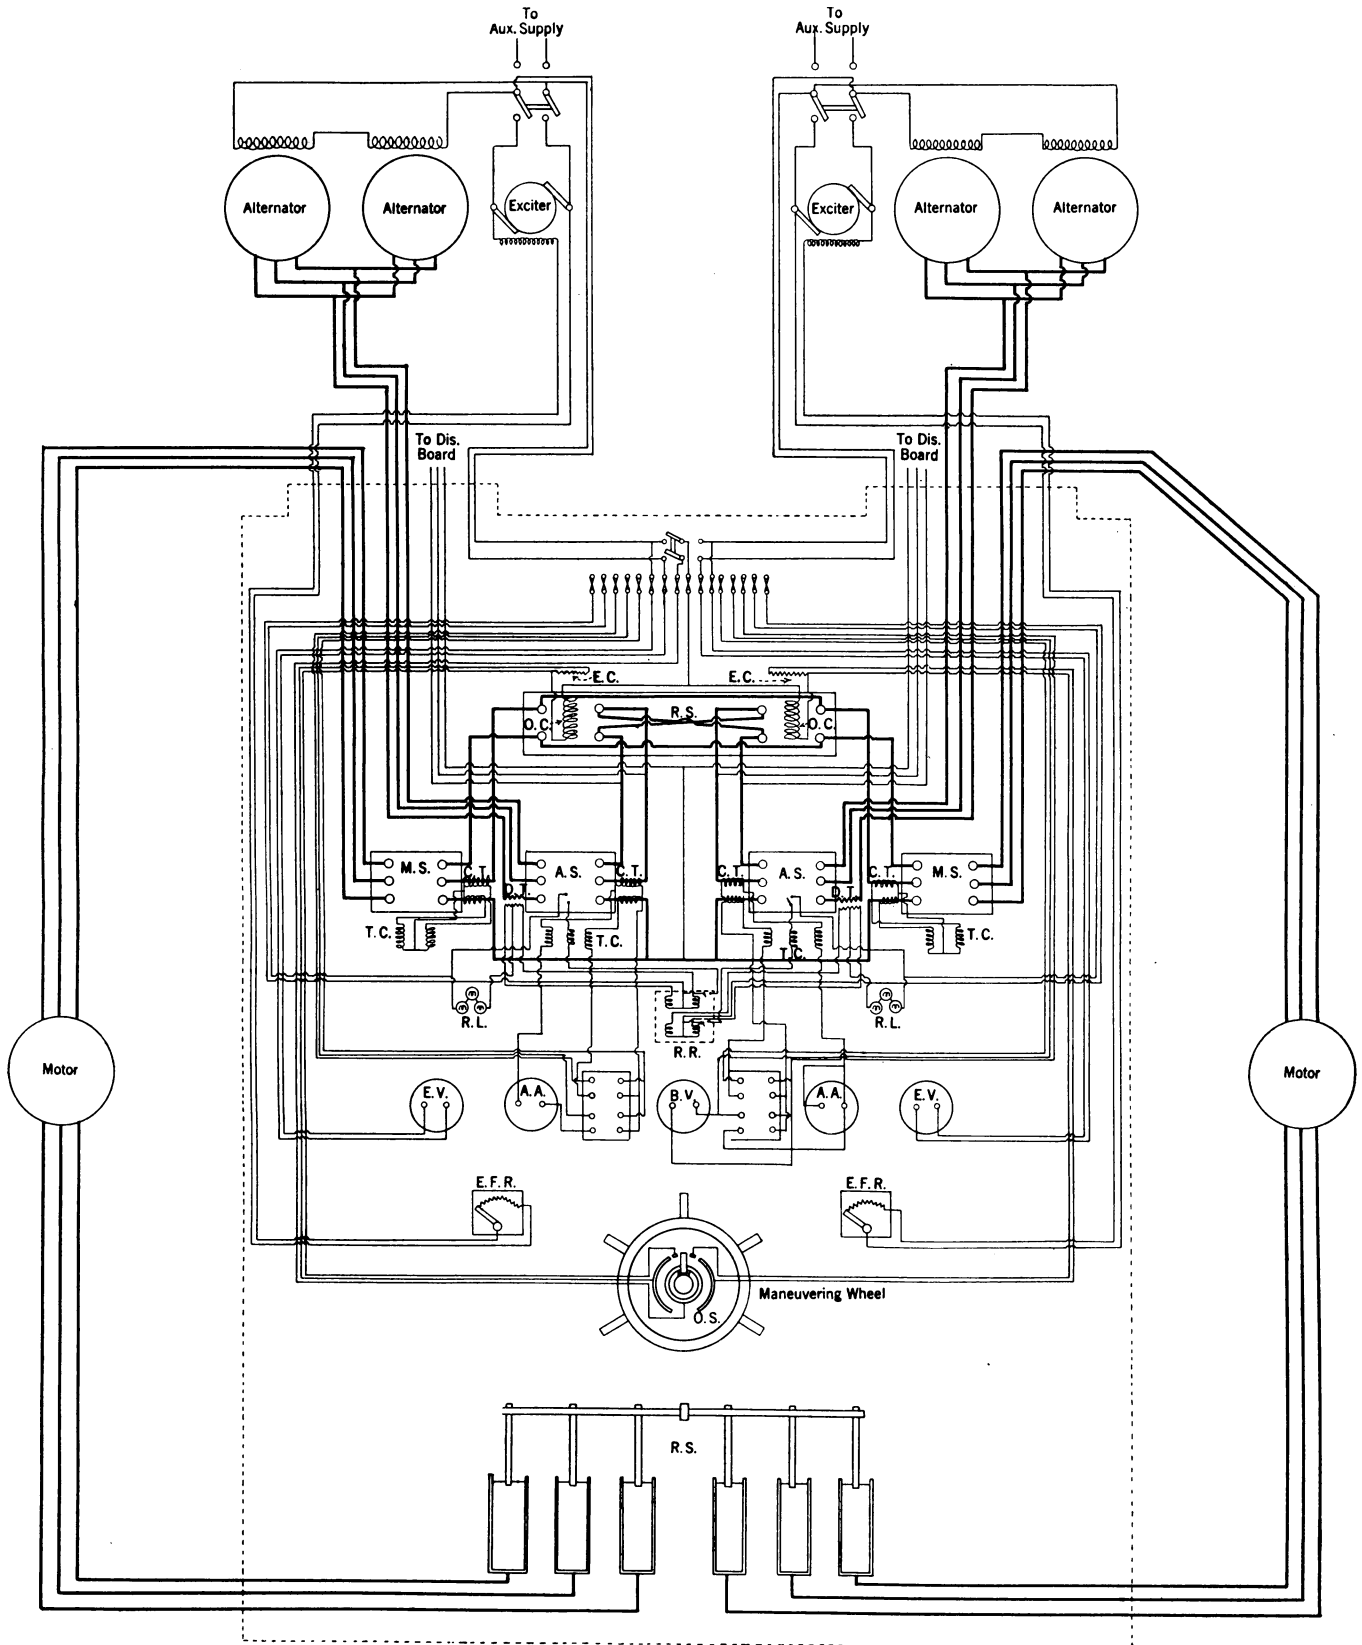 To
Aux. Supply
To
Aux. Supply
Alternator
Alternator
Exciter
Exciter
Alternator
Alternator
To Dis.
Board
To Dis.
Board
E.C.
E.C.
R.S.
O.C.
O.C.
M.S.
C.T.
A.S.
C.T.
C.T.
A.S.
C.T.
M.S.
D.T.
D.T.
T.C.
T.C.
T.C.
T.C.
R.L.
R.L.
R.R.
Motor
Motor
E.V.
A.A.
B.V.
A.A.
E.V.
E.F.R.
E.F.R.
Maneuvering Wheel
O.S.
R.S.